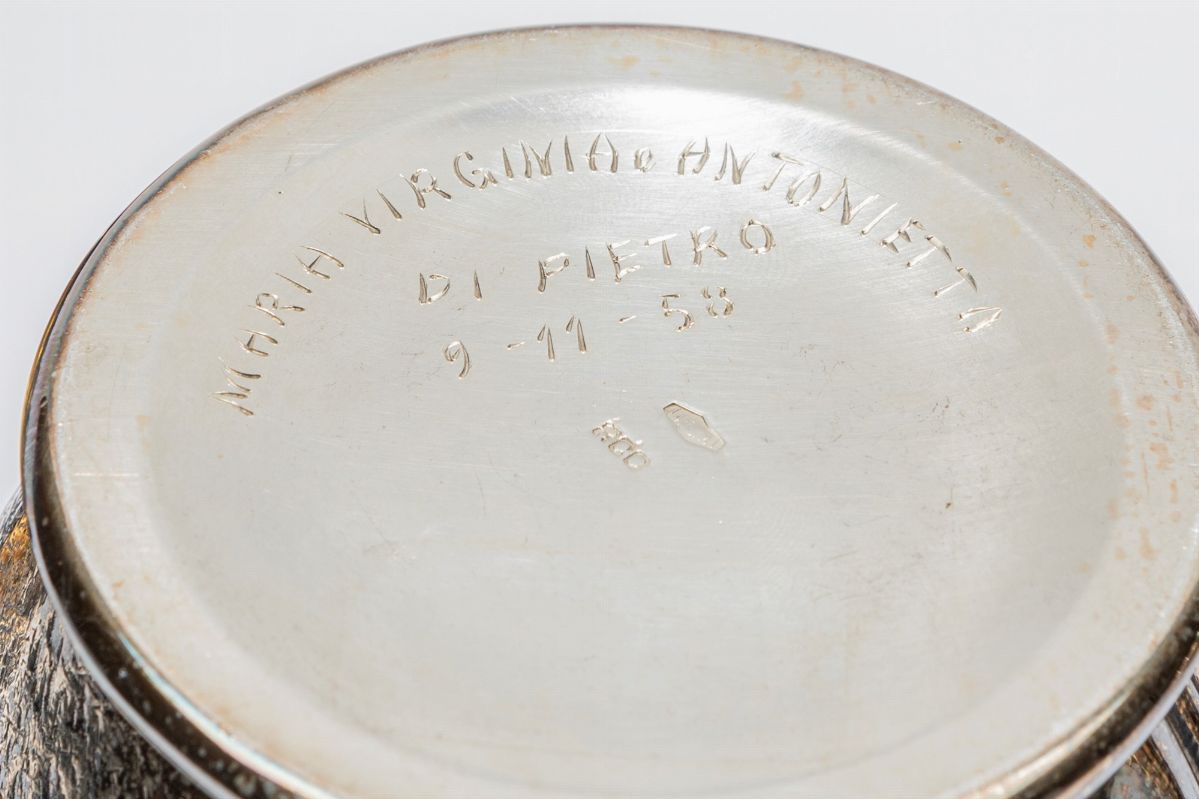 MARIA VIRGINIA e ANTONIETTA
DI PIETRO
9 - 11 - 58
800